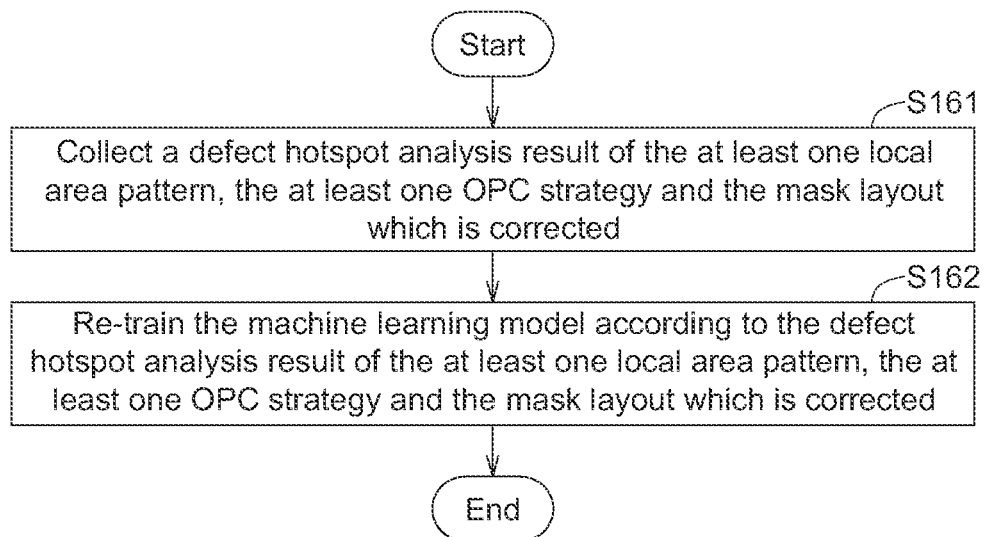 Start
S161
Collect a defect hotspot analysis result of the at least one local
area pattern, the at least one OPC strategy and the mask layout
which is corrected
S162
Re-train the machine learning model according to the defect
hotspot analysis result of the at least one local area pattern, the at
least one OPC strategy and the mask layout which is corrected
End